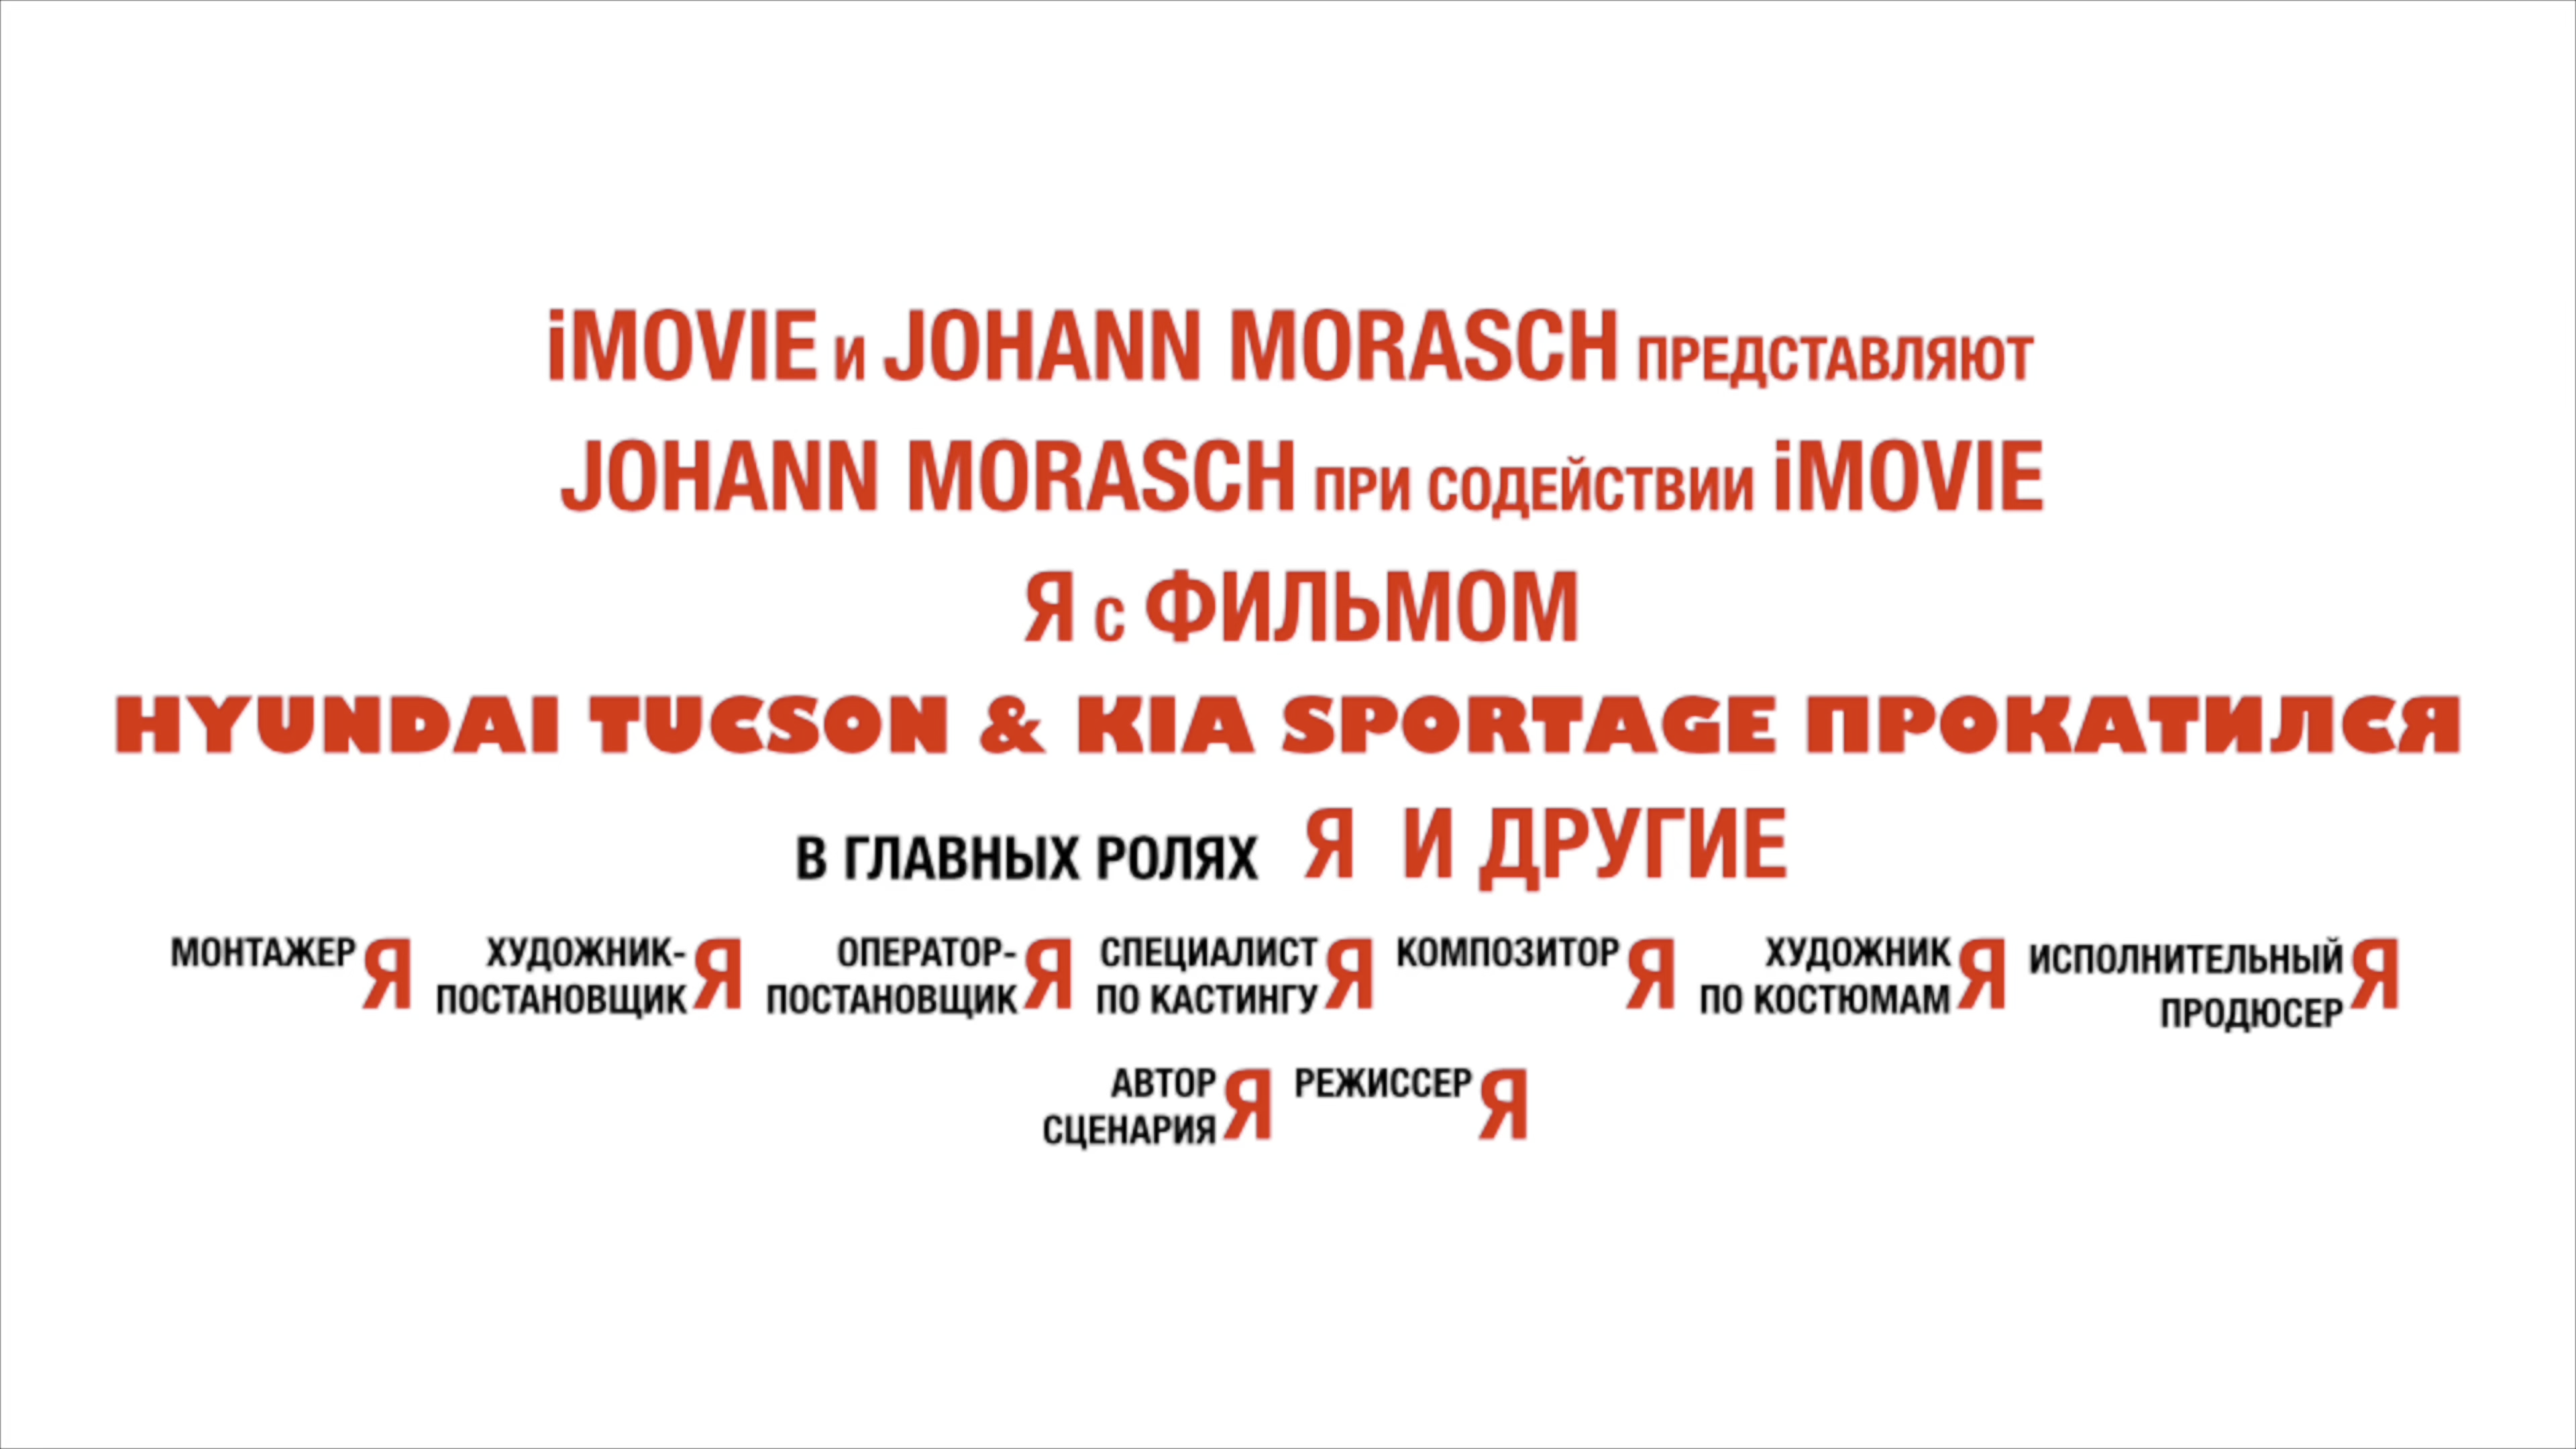 iMOVIE и JOHANN MORASCH ПРЕДСТАВЛЯЮТ
JOHANN MORASCH ПРИ СОДЕЙСТВИИ iMOVIE
Я с ФИЛЬМОМ
HYUNDAI TUCSON & KIA SPORTAGE ПРОКАТИЛСЯ
В ГЛАВНЫХ РОЛЯХ Я И ДРУГИЕ
МОНТАЖЕР Я ХУДОЖНИК-ПОСТАНОВЩИК Я ОПЕРАТОР-ПОСТАНОВЩИК Я СПЕЦИАЛИСТ ПО КАСТИНГУ Я КОМПОЗИТОР Я ХУДОЖНИК ПО КОСТЮМАМ Я ИСПОЛНИТЕЛЬНЫЙ ПРОДЮСЕР Я
АВТОР СЦЕНАРИЯ Я РЕЖИССЕР Я